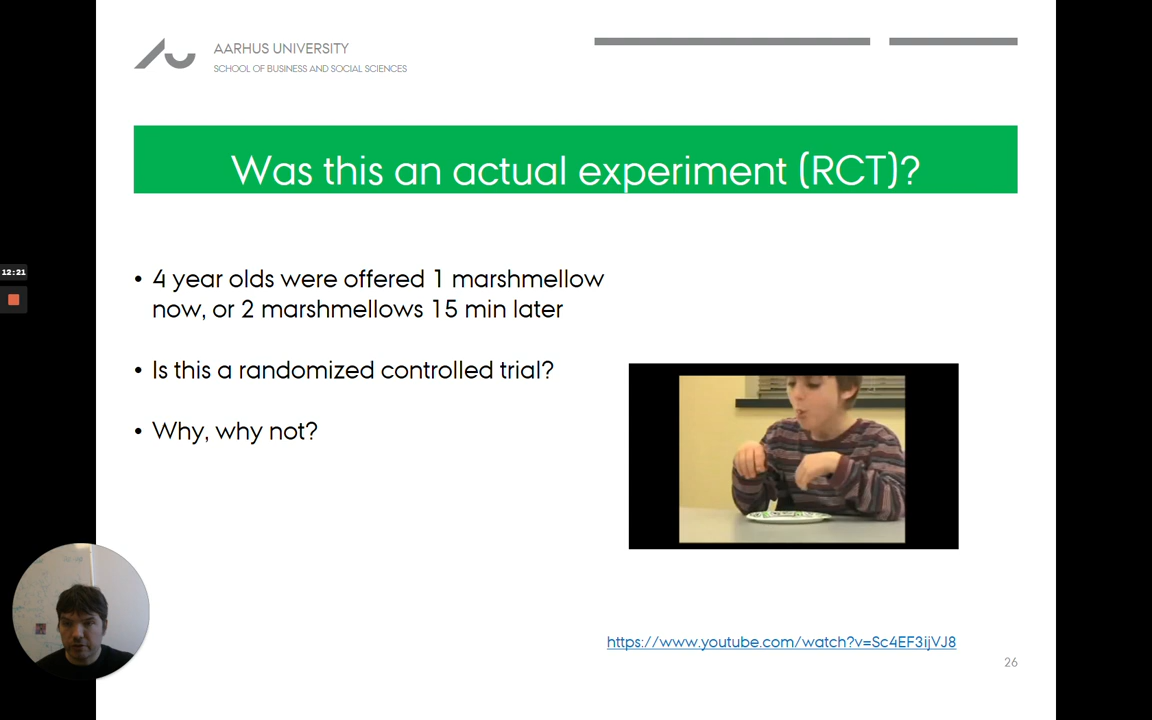 AARHUS UNIVERSITY
SCHOOL OF BUSINESS AND SOCIAL SCIENCES
Was this an actual experiment (RCT)?
• 4 year olds were offered 1 marshmellow
now, or 2 marshmellows 15 min later
12:21
• Is this a randomized controlled trial?
• Why, why not?
https://www.youtube.com/watch?v=Sc4EF3ijVJ8
26